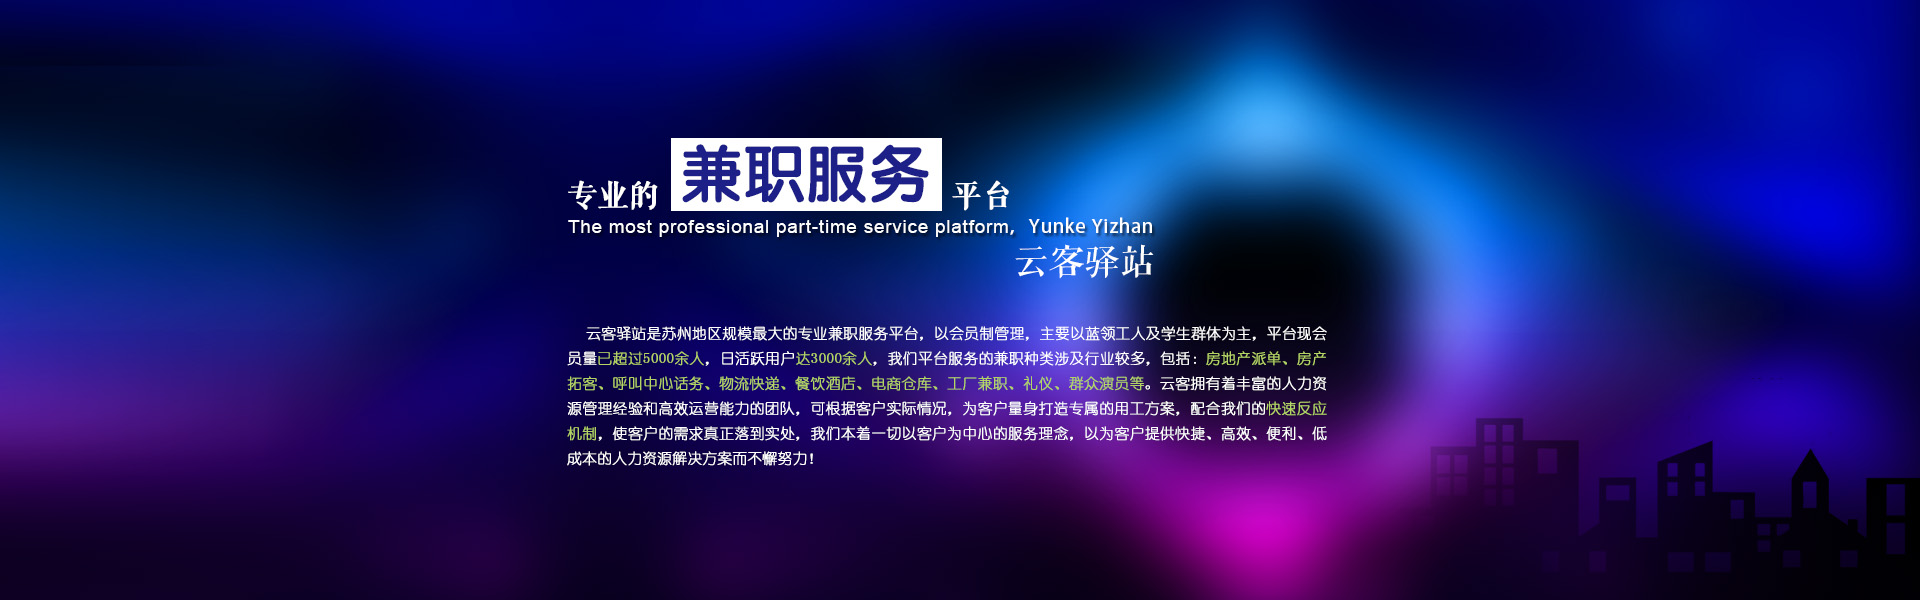 专业的 兼职服务 平台
The most professional part-time service platform, Yunke Yizhan
云客驿站
云客驿站是苏州地区规模最大的专业兼职服务平台，以会员制管理，主要以蓝领工人及学生群体为主，平台现会
员量已超过5000余人，日活跃用户达3000余人，我们平台服务的兼职种类涉及行业较多，包括：房地产派单、房产
拓客、呼叫中心话务、物流快递、餐饮酒店、电商仓库、工厂兼职、礼仪、群众演员等。云客拥有着丰富的人力资
源管理经验和高效运营能力的团队，可根据客户实际情况，为客户量身打造专属的用工方案，配合我们的快速反应
机制，使客户的需求真正落到实处，我们本着一切以客户为中心的服务理念，以为客户提供快捷、高效、便利、低
成本的人力资源解决方案而不懈努力！